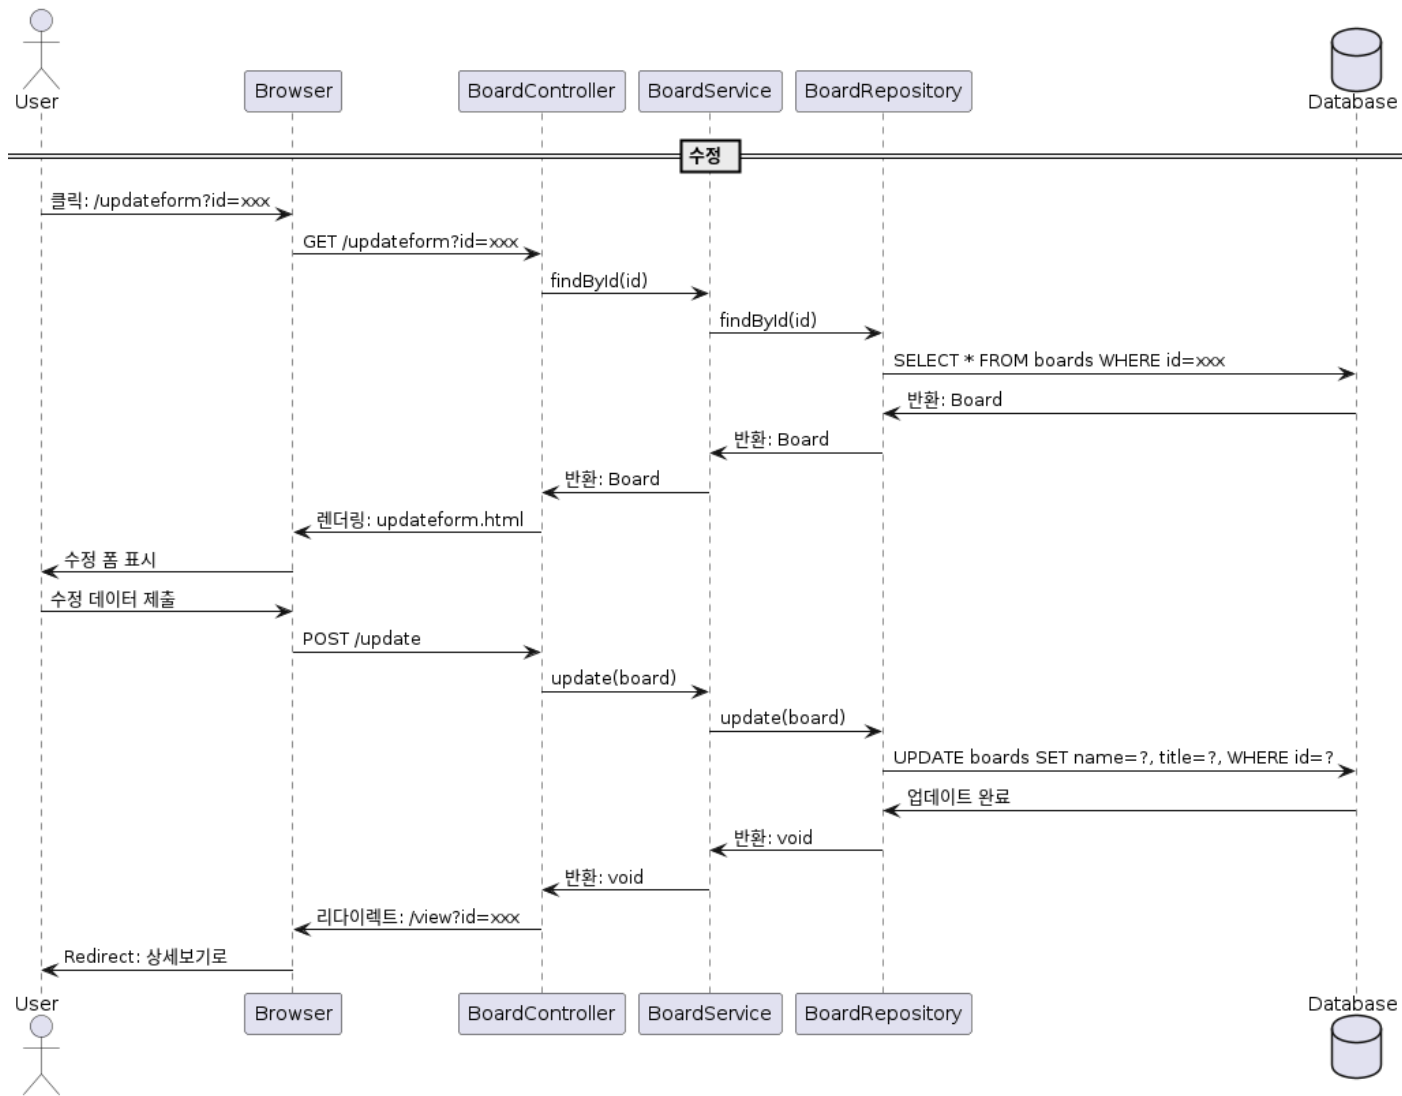 User
Browser
BoardController
BoardService
BoardRepository
Database
수정
클릭: /updateform?id=xxx
GET /updateform?id=xxx
findById(id)
findById(id)
SELECT * FROM boards WHERE id=xxx
반환: Board
반환: Board
반환: Board
렌더링: updateform.html
수정 폼 표시
수정 데이터 제출
POST /update
update(board)
update(board)
UPDATE boards SET name=?, title=?, WHERE id=?
업데이트 완료
반환: void
반환: void
리다이렉트: /view?id=xxx
Redirect: 상세보기로
User
Browser
BoardController
BoardService
BoardRepository
Database